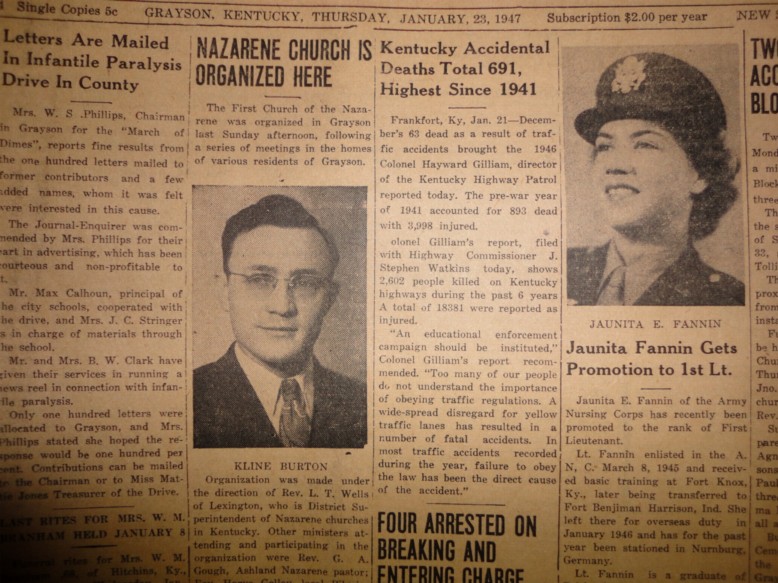 Single Copies 5c
GRAYSON, KENTUCKY, THURSDAY, JANUARY, 23, 1947
Subscription $2.00 per year
NEW
Letters Are Mailed
In Infantile Paralysis
Drive In County
Mrs. W. S .Phillips, Chairman
in Grayson for the “March of
Dimes”, reports fine results from
the one hundred letters mailed to
former contributors and a few
added names, whom it was felt
were interested in this cause.
The Journal-Enquirer was com-
mended by Mrs. Phillips for their
part in advertising, which has been
courteous and non-profitable to
t.
Mr. Max Calhoun, principal of
the city schools, cooperated with
the drive, and Mrs. J. C. Stringer
is in charge of materials through
the school.
Mr. and Mrs. B. W. Clark have
given their services in running a
news reel in connection with infan-
tile paralysis.
Only one hundred letters were
allocated to Grayson, and Mrs.
Phillips stated she hoped the re-
sponse would be one hundred per
cent. Contributions can be mailed
to the Chairman or to Miss Mat-
tis Jones Treasurer of the Drive.
LAST RITES FOR MRS. W. M.
HELD JANUARY 8
rites for Mrs. W. M.
of Hitchins, Ky.,
NAZARENE CHURCH IS
ORGANIZED HERE
The First Church of the Naza-
rene was organized in Grayson
last Sunday afternoon, following
a series of meetings in the homes
of various residents of Grayson.
KLINE BURTON
Organization was made under
the direction of Rev. L. T. Wells
of Lexington, who is District Su-
perintendent of Nazarene churches
in Kentucky. Other ministers at-
tending and participating in the
organization were Rev. G. A.
Gough, Ashland Nazarene pastor;
Kentucky Accidental
Deaths Total 691,
Highest Since 1941
Frankfort, Ky, Jan. 21—Decem-
ber's 63 dead as a result of traf-
fic accidents brought the 1946
Colonel Hayward Gilliam, director
of the Kentucky Highway Patrol
reported today. The pre-war year
of 1941 accounted for 893 dead
with 3,998 injured.
olonel Gilliam's report, filed
with Highway Commissioner J.
Stephen Watkins today, shows
2,602 people killed on Kentucky
highways during the past 6 years
A total of 18381 were reported as
injured.
“An educational enforcement
campaign should be instituted,”
Colonel Gilliam's report recom-
mended. “Too many of our people
do not understand the importance
of obeying traffic regulations. A
wide-spread disregard for yellow
traffic lanes has resulted in a
number of fatal accidents. In
most traffic accidents recorded
during the year, failure to obey
the law has been the direct cause
of the accident.”
FOUR ARRESTED ON
BREAKING AND
ENTERING CHARGE
JAUNITA E. FANNIN
Jaunita Fannin Gets
Promotion to 1st Lt.
Jaunita E. Fannin of the Army
Nursing Corps has recently been
promoted to the rank of First
Lieutenant.
Lt. Fannin enlisted in the A.
N, C. March 8, 1945 and receiv-
ed basic training at Fort Knox,
Ky., later being transferred to
Fort Benjiman Harrison, Ind. She
left there for overseas duty in
January 1946 and has for the past
year been stationed in Nurnburg,
Germany.
Lt. Fannin is a graduate of
TWO
ACC
BLO